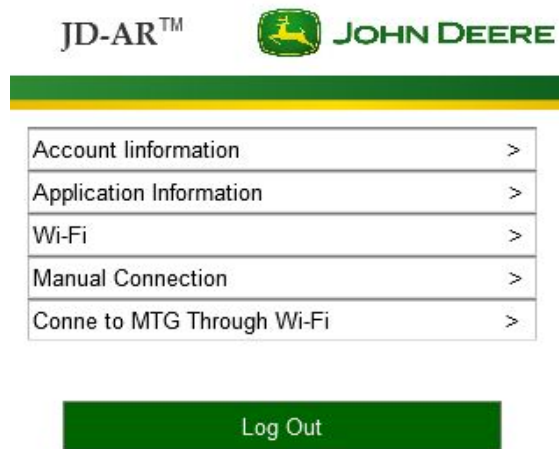 JD-AR™ JOHN DEERE
Account Iinformation >
Application Information >
Wi-Fi >
Manual Connection >
Conne to MTG Through Wi-Fi >
Log Out